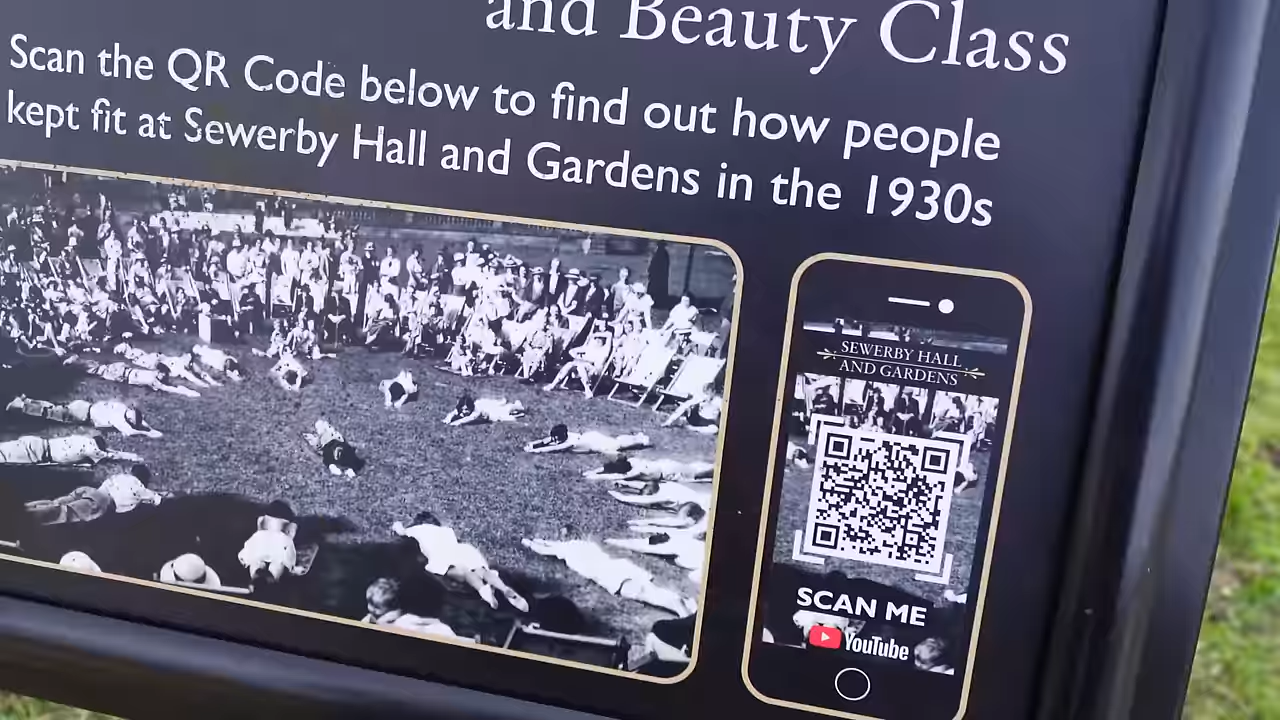 and Beauty Class
Scan the QR Code below to find out how people
kept fit at Sewerby Hall and Gardens in the 1930s
SEWERBY HALL
AND GARDENS
SCAN ME
YouTube